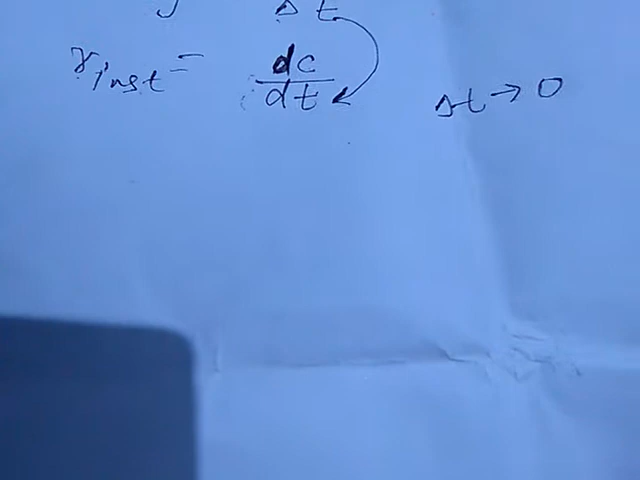 Δt
r_inst = dc/dt Δt → 0